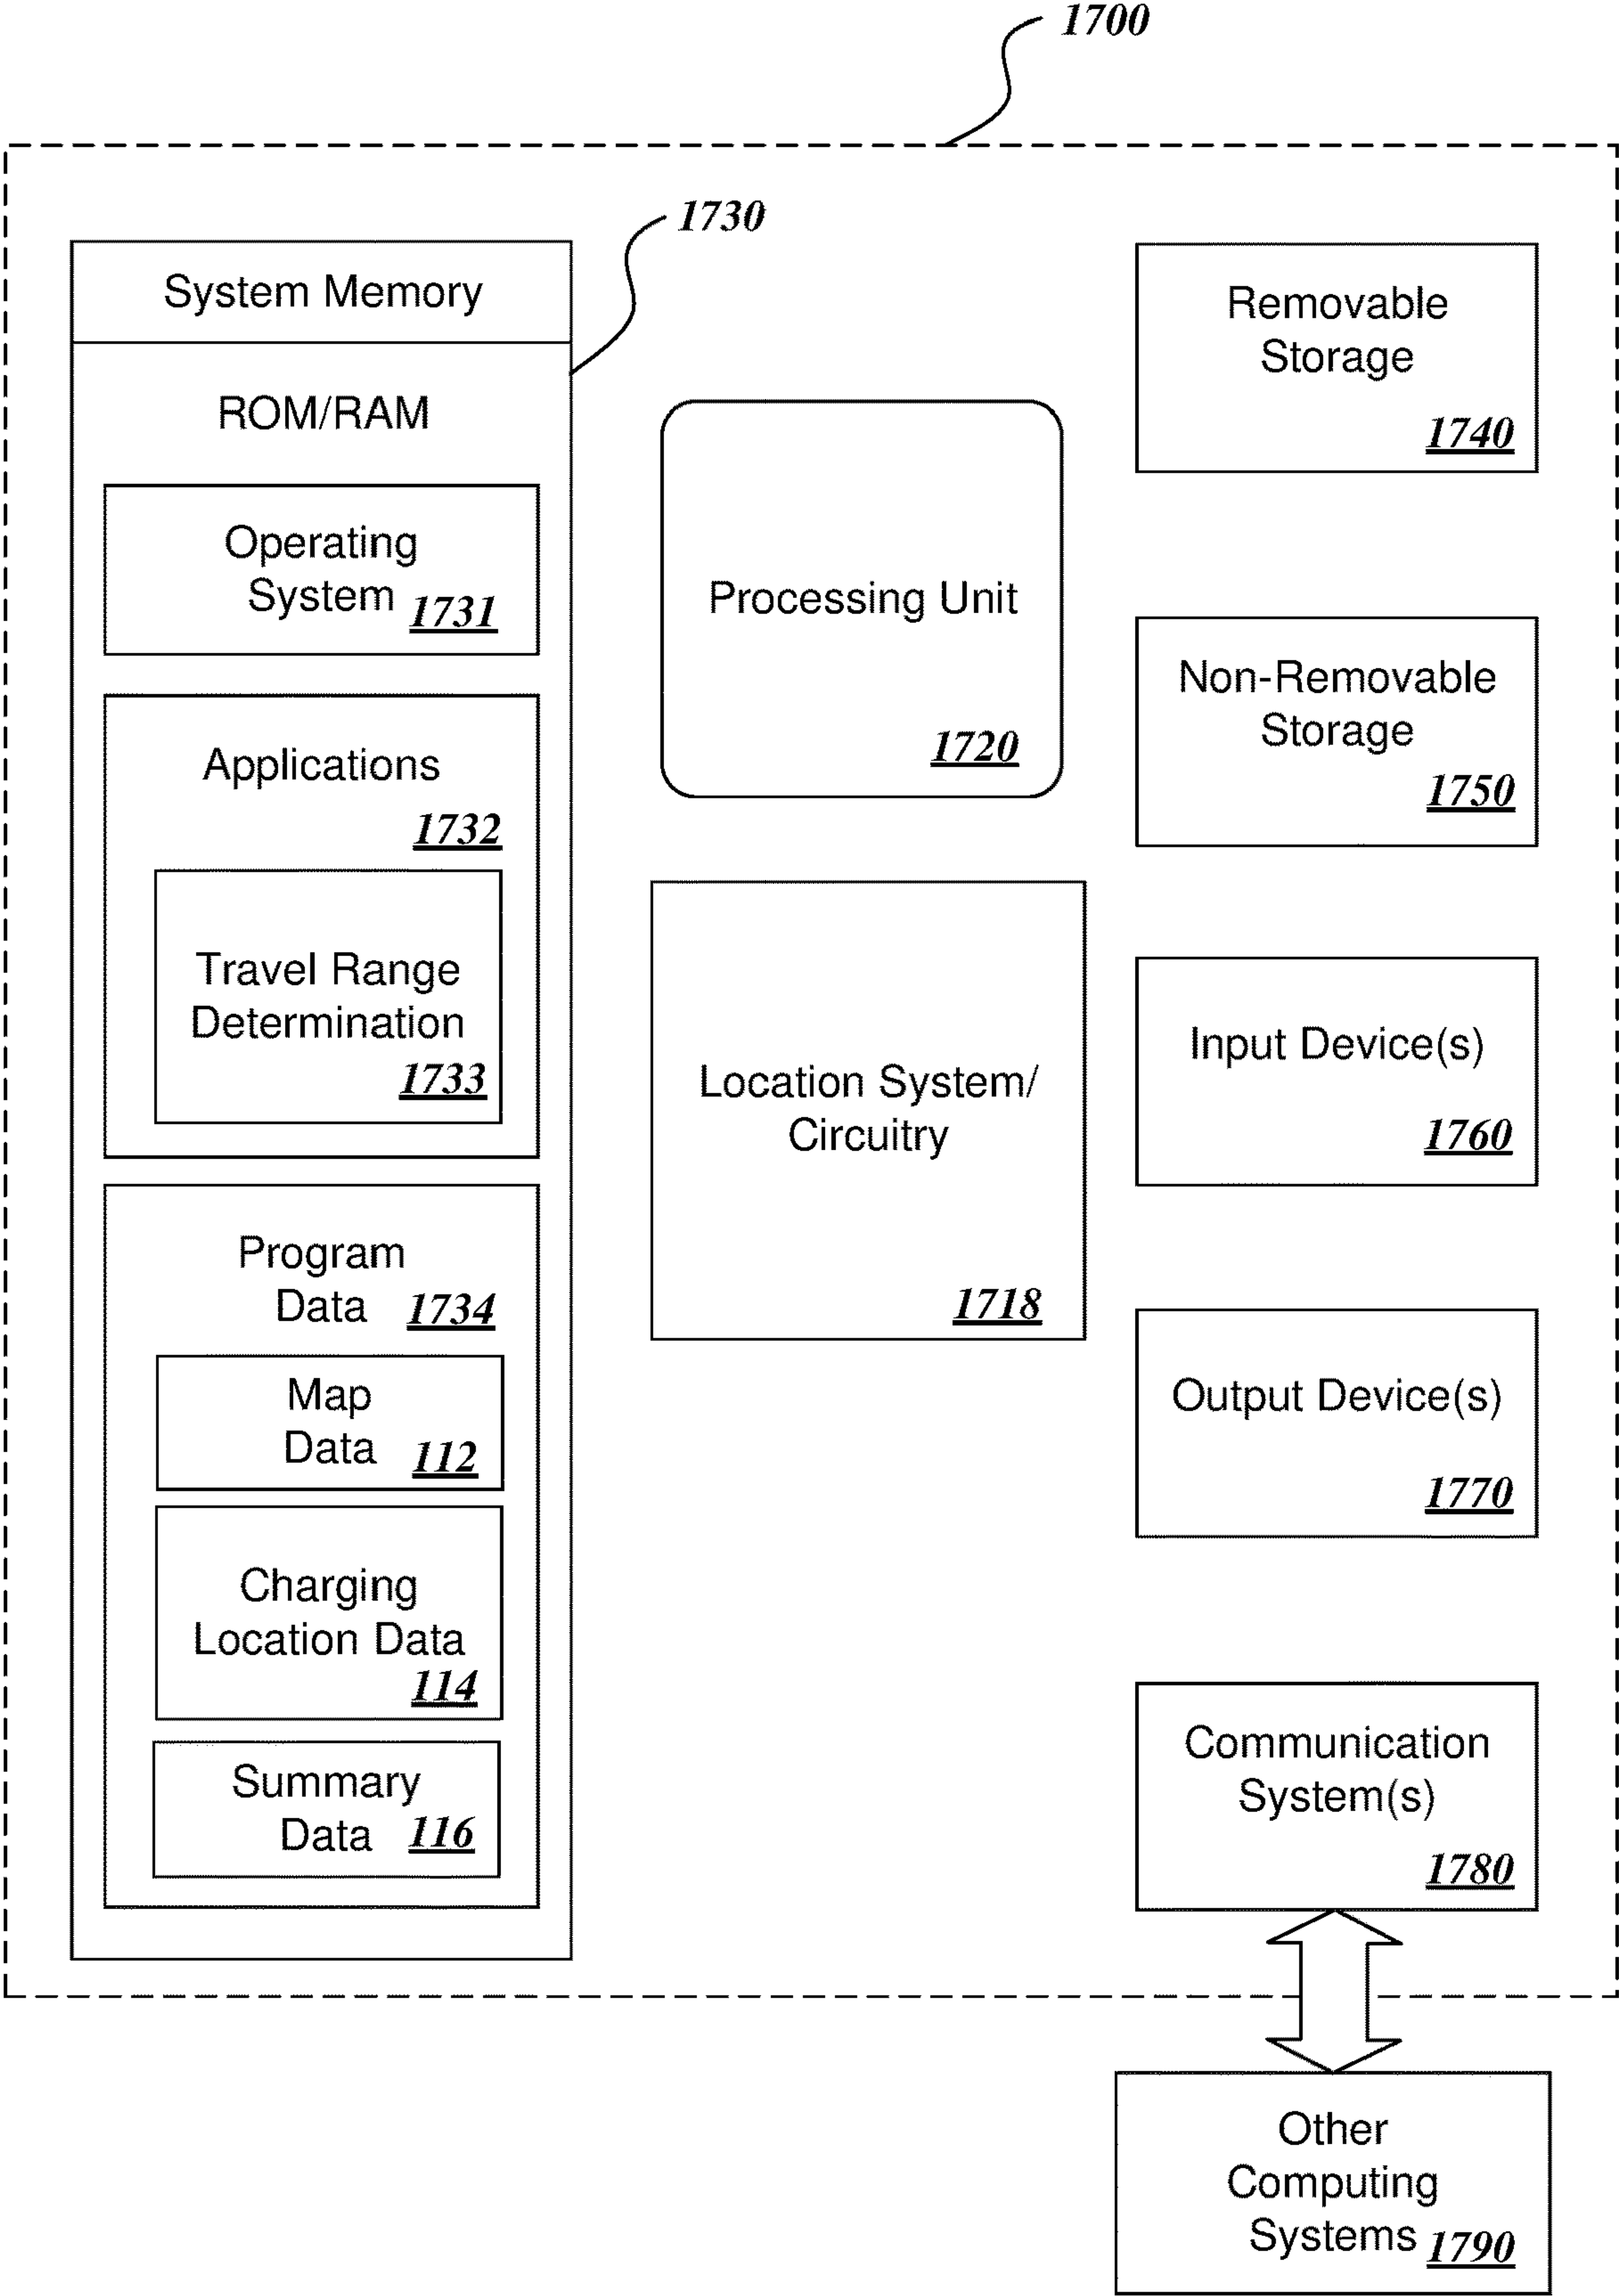 1700
1730
System Memory
ROM/RAM
Operating
System 1731
Applications
1732
Travel Range
Determination
1733
Program
Data 1734
Map
Data 112
Charging
Location Data
114
Summary
Data 116
Processing Unit
1720
Location System/
Circuitry
1718
Removable
Storage
1740
Non-Removable
Storage
1750
Input Device(s)
1760
Output Device(s)
1770
Communication
System(s)
1780
Other
Computing
Systems 1790